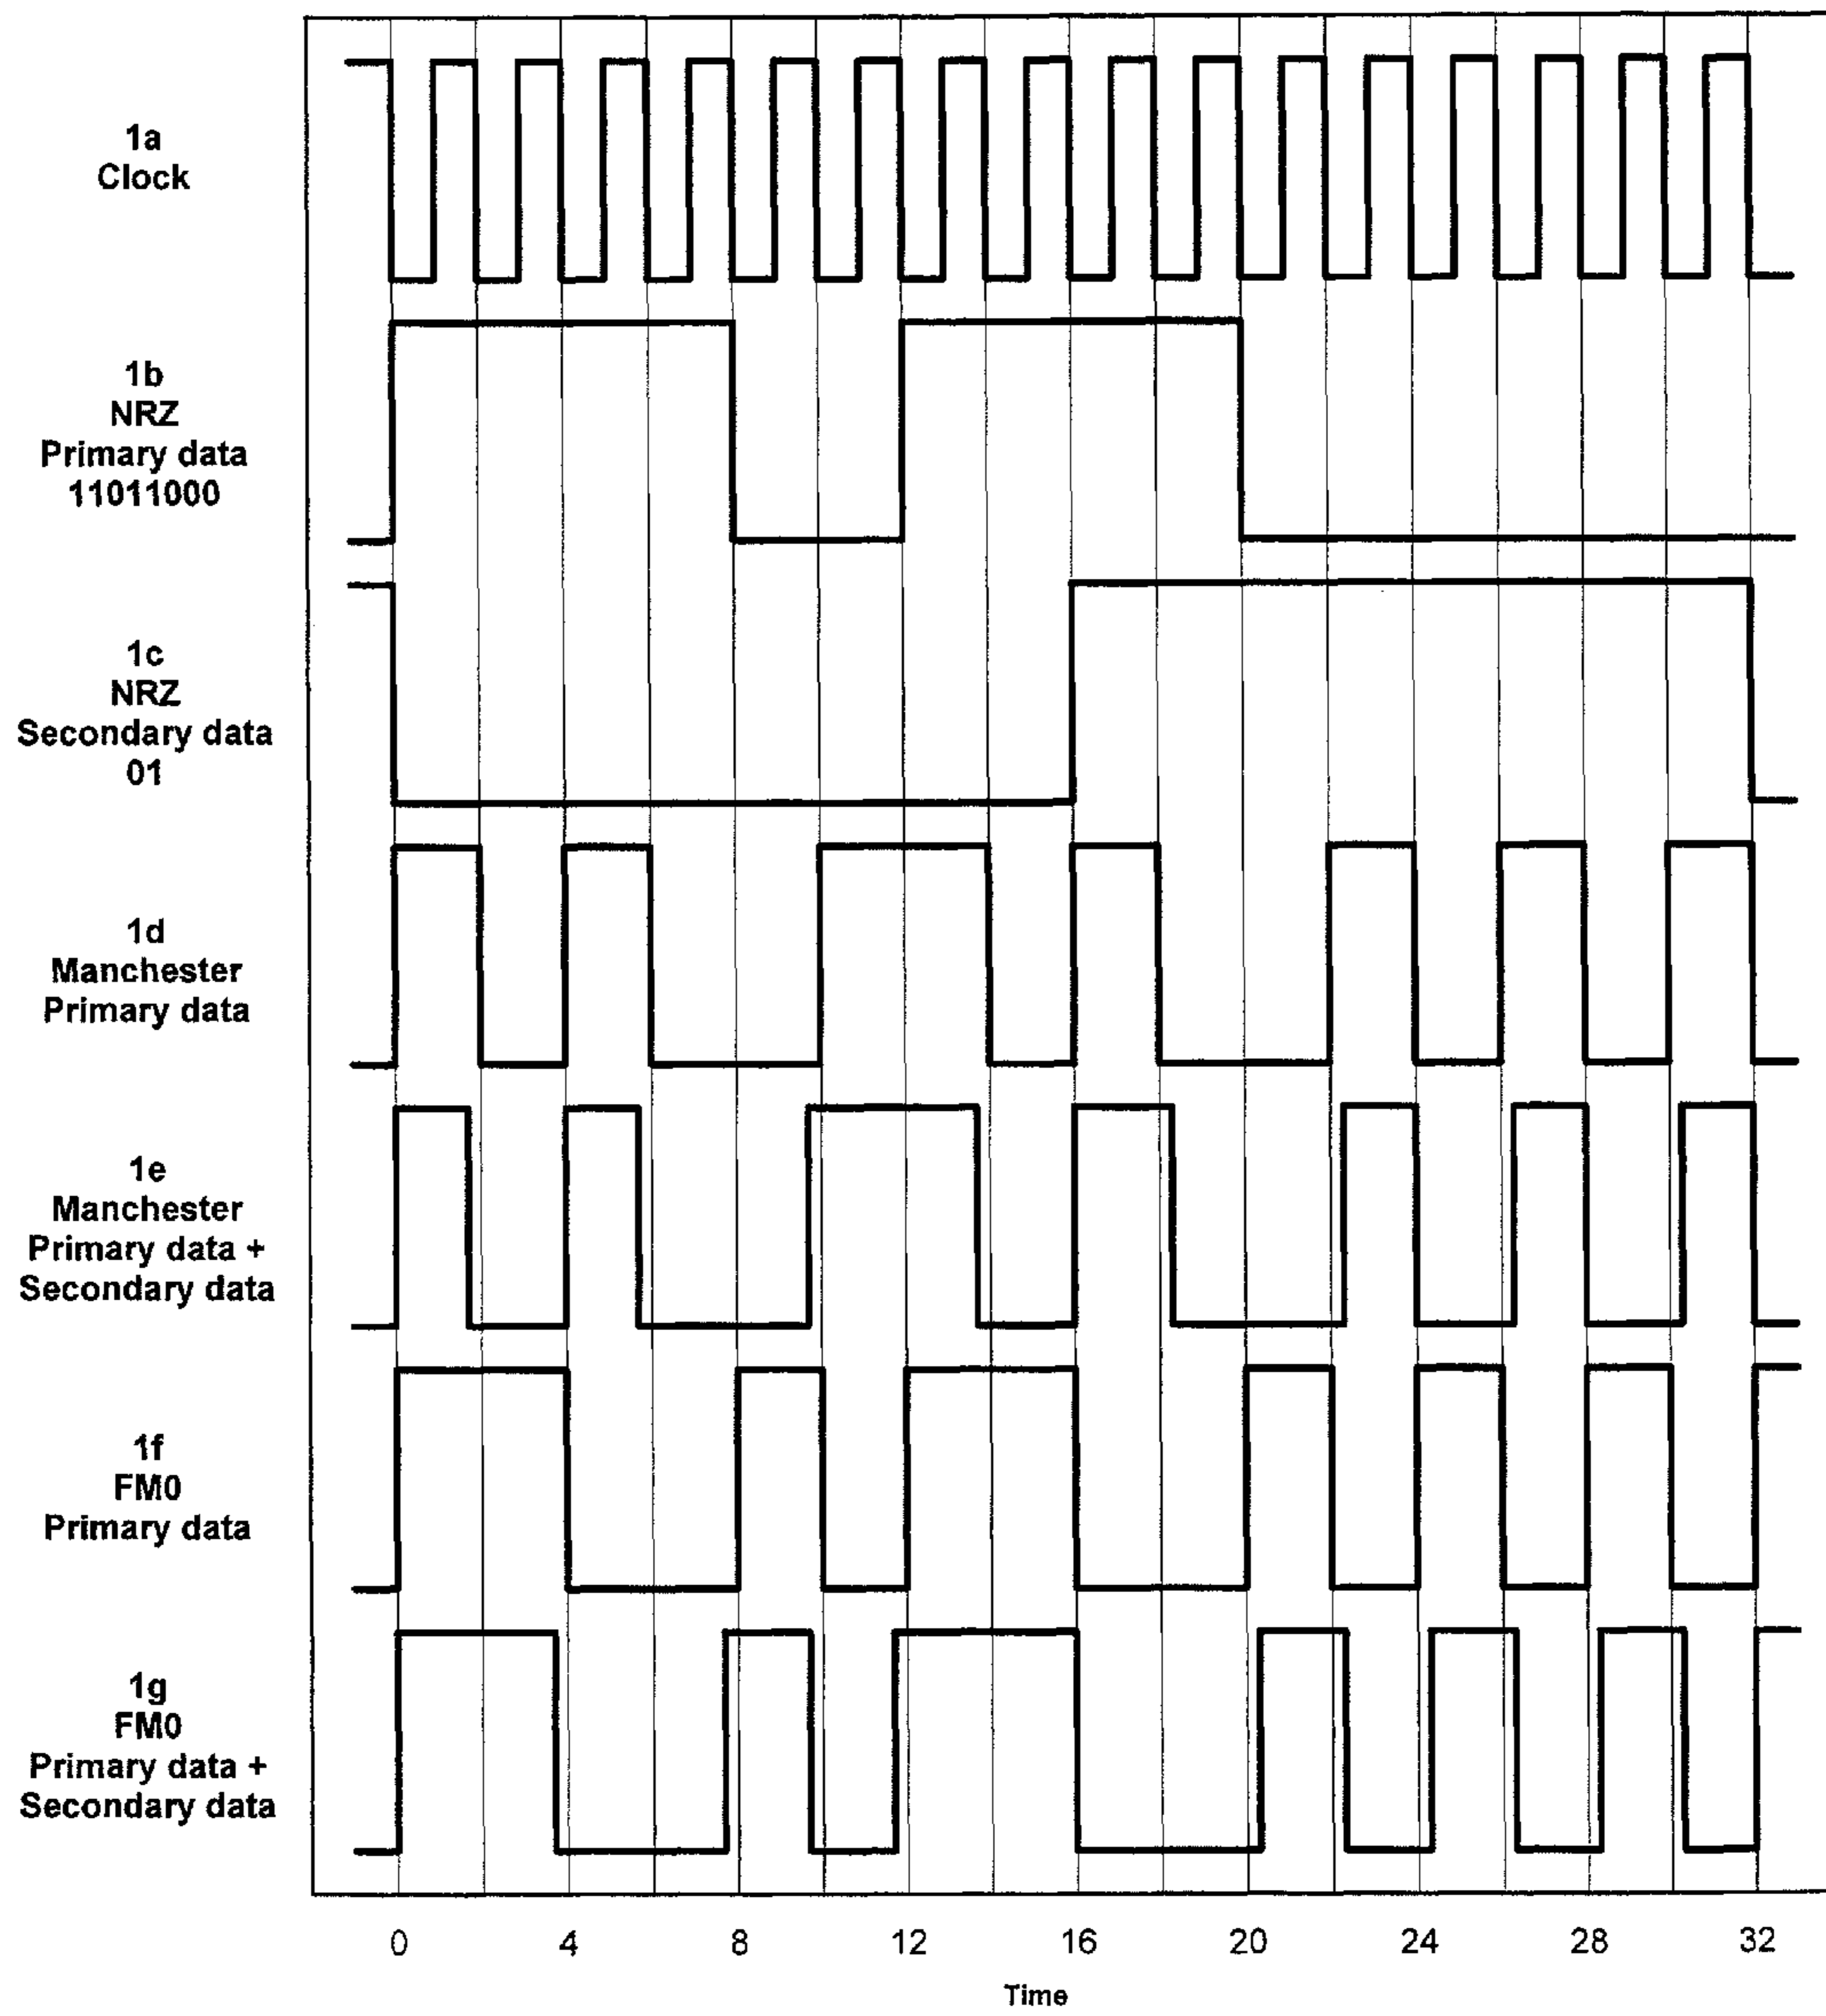 1a
Clock
1b
NRZ
Primary data
11011000
1c
NRZ
Secondary data
01
1d
Manchester
Primary data
1e
Manchester
Primary data +
Secondary data
1f
FM0
Primary data
1g
FM0
Primary data +
Secondary data
0 4 8 12 16 20 24 28 32
Time